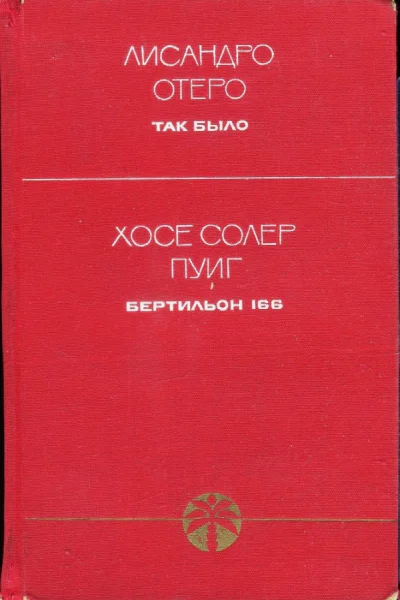 ЛИСАНДРО
ОТЕРО
ТАК БЫЛО
ХОСЕ СОЛЕР
ПУИГ
БЕРТИЛЬОН 166